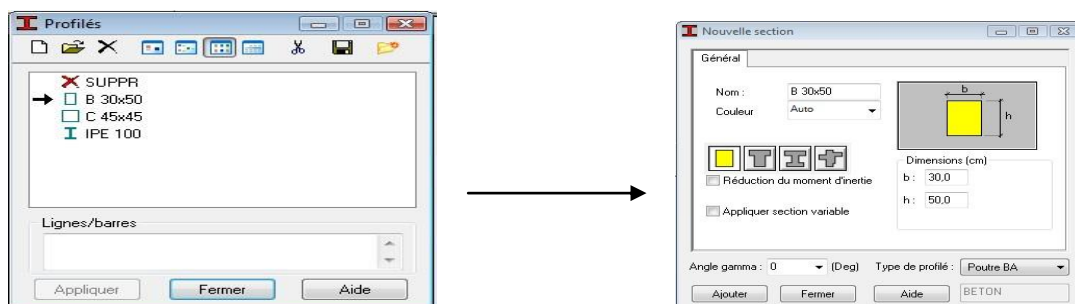 Profilés
SUPPR
B 30x50
C 45x45
IPE 100
Lignes/barres
Appliquer
Fermer
Aide
Nouvelle section
Général
Nom :
B 30x50
Couleur
Auto
b
h
Réduction du moment d'inertie
Appliquer section variable
Dimensions (cm)
b :
30,0
h :
50,0
Angle gamma :
0
(Deg)
Type de profilé :
Poutre BA
Ajouter
Fermer
Aide
BETON